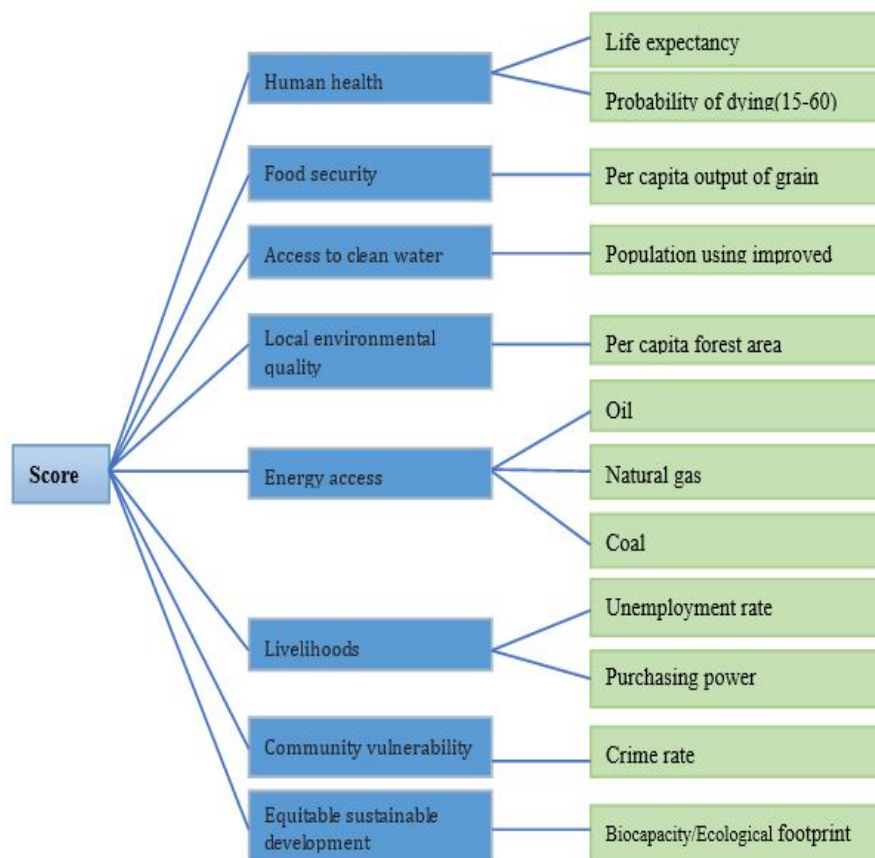 Life expectancy
Human health
Probability of dying(15-60)
Food security
Per capita output of grain
Access to clean water
Population using improved
Local environmental
quality
Per capita forest area
Oil
Score
Energy access
Natural gas
Coal
Unemployment rate
Livelihoods
Purchasing power
Community vulnerability
Crime rate
Equitable sustainable
development
Biocapacity/Ecological footprint